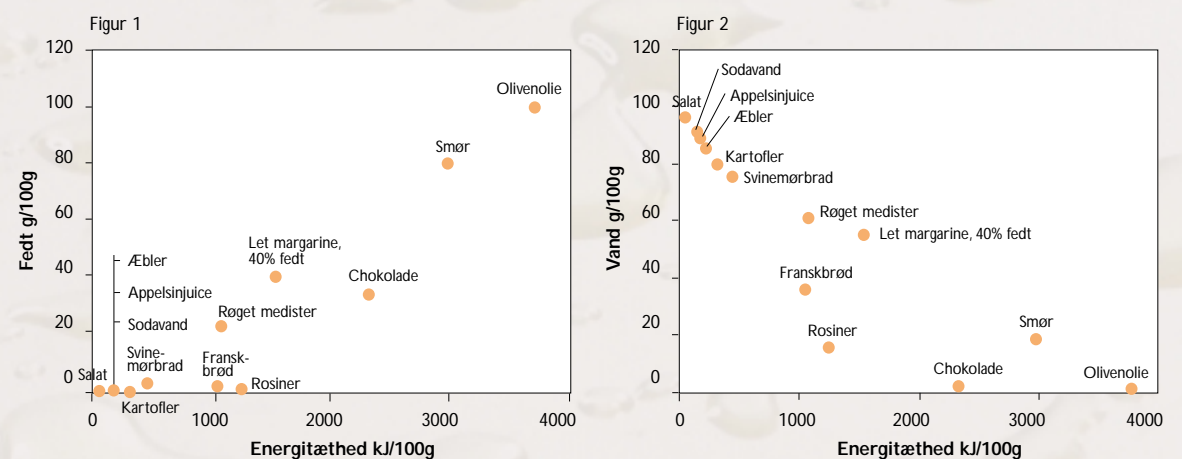 Figur 1
120
100
80
60
40
20
0
Fedt g/100g
Olivenolie
Smør
Let margarine,
40% fedt
Chokolade
Æbler
Appelsinjuice
Røget medister
Sodavand
Svine-
mørbrad
Fransk-
brød
Salat
Rosiner
Kartofler
0
1000
2000
3000
4000
Energitæthed kJ/100g
Figur 2
120
100
80
60
40
20
0
Vand g/100g
Sodavand
Salat
Appelsinjuice
Æbler
Kartofler
Svinemørbrad
Røget medister
Let margarine, 40% fedt
Franskbrød
Rosiner
Smør
Chokolade
Olivenolie
0
1000
2000
3000
4000
Energitæthed kJ/100g